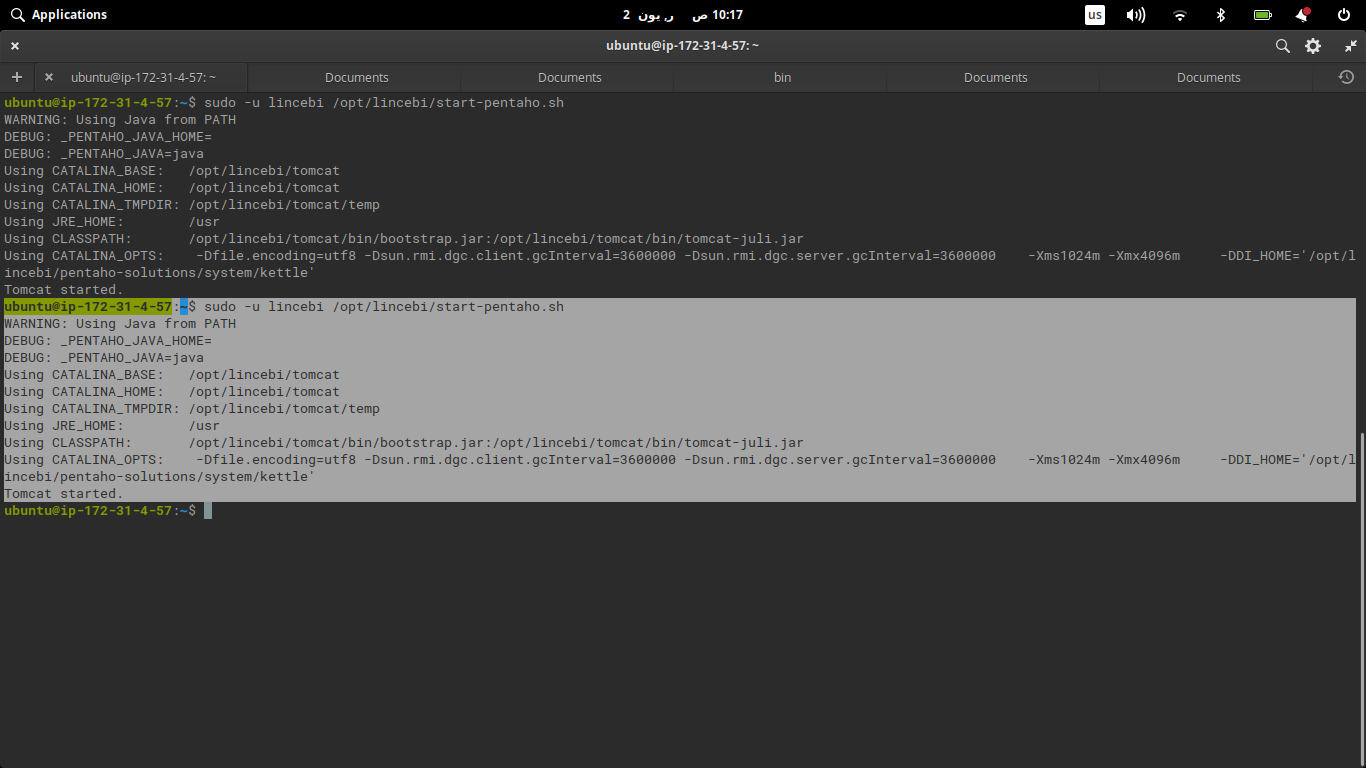 Applications
2 ر, يون 10:17 ص
us
ubuntu@ip-172-31-4-57: ~
ubuntu@ip-172-31-4-57: ~ Documents Documents bin Documents Documents
ubuntu@ip-172-31-4-57:~$ sudo -u lincebi /opt/lincebi/start-pentaho.sh
WARNING: Using Java from PATH
DEBUG: _PENTAHO_JAVA_HOME=
DEBUG: _PENTAHO_JAVA=java
Using CATALINA_BASE:   /opt/lincebi/tomcat
Using CATALINA_HOME:   /opt/lincebi/tomcat
Using CATALINA_TMPDIR: /opt/lincebi/tomcat/temp
Using JRE_HOME:        /usr
Using CLASSPATH:       /opt/lincebi/tomcat/bin/bootstrap.jar:/opt/lincebi/tomcat/bin/tomcat-juli.jar
Using CATALINA_OPTS:    -Dfile.encoding=utf8 -Dsun.rmi.dgc.client.gcInterval=3600000 -Dsun.rmi.dgc.server.gcInterval=3600000    -Xms1024m -Xmx4096m     -DDI_HOME='/opt/l
incebi/pentaho-solutions/system/kettle'
Tomcat started.
ubuntu@ip-172-31-4-57:~$ sudo -u lincebi /opt/lincebi/start-pentaho.sh
WARNING: Using Java from PATH
DEBUG: _PENTAHO_JAVA_HOME=
DEBUG: _PENTAHO_JAVA=java
Using CATALINA_BASE:   /opt/lincebi/tomcat
Using CATALINA_HOME:   /opt/lincebi/tomcat
Using CATALINA_TMPDIR: /opt/lincebi/tomcat/temp
Using JRE_HOME:        /usr
Using CLASSPATH:       /opt/lincebi/tomcat/bin/bootstrap.jar:/opt/lincebi/tomcat/bin/tomcat-juli.jar
Using CATALINA_OPTS:    -Dfile.encoding=utf8 -Dsun.rmi.dgc.client.gcInterval=3600000 -Dsun.rmi.dgc.server.gcInterval=3600000    -Xms1024m -Xmx4096m     -DDI_HOME='/opt/l
incebi/pentaho-solutions/system/kettle'
Tomcat started.
ubuntu@ip-172-31-4-57:~$